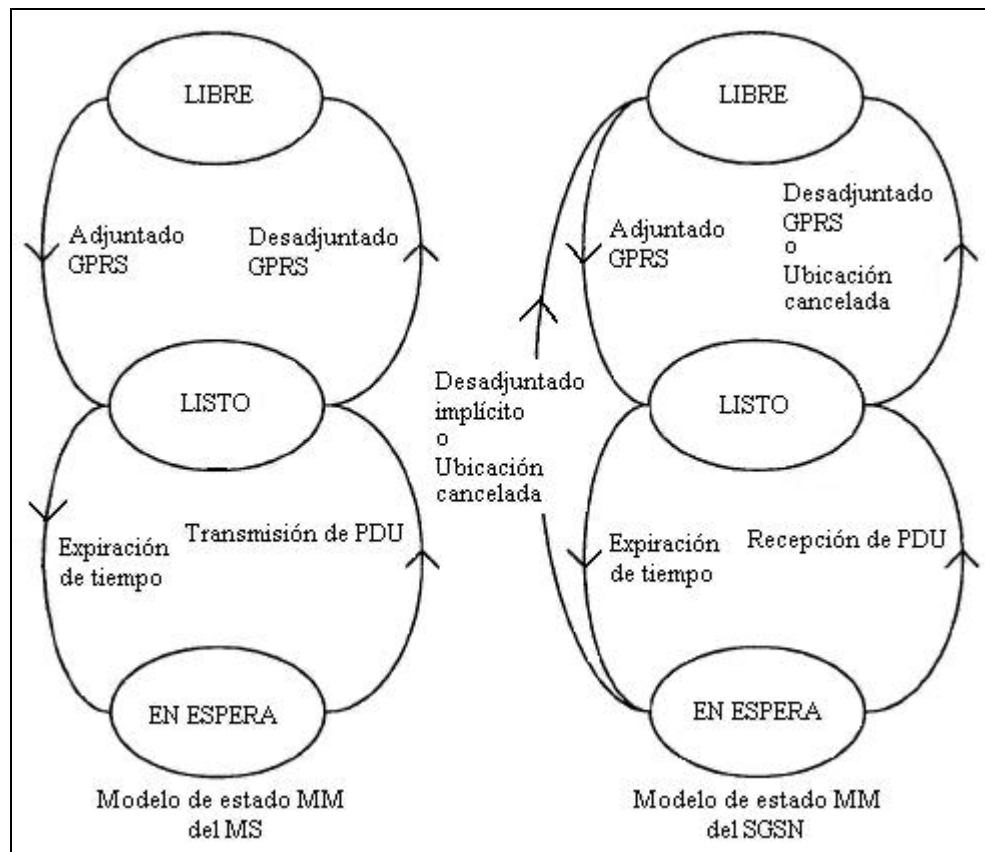 LIBRE
Adjuntado
GPRS
Desadjuntado
GPRS
LISTO
Expiración
de tiempo
Transmisión de PDU
EN ESPERA
Modelo de estado MM
del MS
LIBRE
Adjuntado
GPRS
Desadjuntado
GPRS
o
Ubicación
cancelada
Desadjuntado
implícito
o
Ubicación
cancelada
LISTO
Expiración
de tiempo
Recepción de PDU
EN ESPERA
Modelo de estado MM
del SGSN